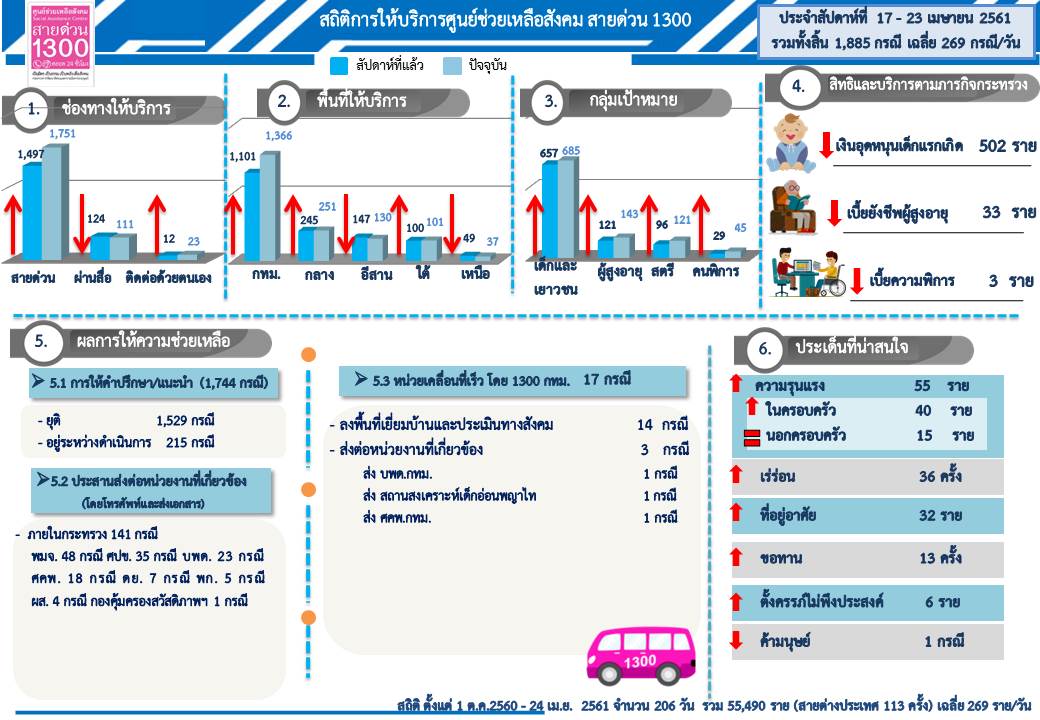 ศูนย์ช่วยเหลือสังคม
Social Assistance Center
สายด่วน
1300
ตลอด 24 ชั่วโมง
สถิติการให้บริการศูนย์ช่วยเหลือสังคม สายด่วน 1300
ประจำสัปดาห์ที่ 17 - 23 เมษายน 2561
รวมทั้งสิ้น 1,885 กรณี เฉลี่ย 269 กรณี/วัน
สัปดาห์ที่แล้ว ปัจจุบัน
1. ช่องทางให้บริการ
1,751
1,497
124 111
12 23
สายด่วน ผ่านสื่อ ติดต่อด้วยตนเอง
2. พื้นที่ให้บริการ
1,366
1,101
245 251
147 130
100 101
49 37
กทม. กลาง อีสาน ใต้ เหนือ
3. กลุ่มเป้าหมาย
657 685
121 143
96 121
29 45
เด็กและ
เยาวชน ผู้สูงอายุ สตรี คนพิการ
4. สิทธิและบริการตามภารกิจกระทรวง
เงินอุดหนุนเด็กแรกเกิด 502 ราย
เบี้ยยังชีพผู้สูงอายุ 33 ราย
เบี้ยความพิการ 3 ราย
5. ผลการให้ความช่วยเหลือ
5.1 การให้คำปรึกษา/แนะนำ (1,744 กรณี)
- ยุติ 1,529 กรณี
- อยู่ระหว่างดำเนินการ 215 กรณี
5.2 ประสานส่งต่อหน่วยงานที่เกี่ยวข้อง
(โดยโทรศัพท์และส่งเอกสาร)
- ภายในกระทรวง 141 กรณี
พมจ. 48 กรณี ศปข. 35 กรณี บพด. 23 กรณี
ศคพ. 18 กรณี ดย. 7 กรณี พก. 5 กรณี
ผส. 4 กรณี กองคุ้มครองสวัสดิภาพฯ 1 กรณี
5.3 หน่วยเคลื่อนที่เร็ว โดย 1300 กทม. 17 กรณี
- ลงพื้นที่เยี่ยมบ้านและประเมินทางสังคม 14 กรณี
- ส่งต่อหน่วยงานที่เกี่ยวข้อง 3 กรณี
ส่ง บพด.กทม. 1 กรณี
ส่ง สถานสงเคราะห์เด็กอ่อนพญาไท 1 กรณี
ส่ง ศคพ.กทม. 1 กรณี
1300
6. ประเด็นที่น่าสนใจ
ความรุนแรง 55 ราย
ในครอบครัว 40 ราย
นอกครอบครัว 15 ราย
เร่ร่อน 36 ครั้ง
ที่อยู่อาศัย 32 ราย
ขอทาน 13 ครั้ง
ตั้งครรภ์ไม่พึงประสงค์ 6 ราย
ค้ามนุษย์ 1 กรณี
สถิติ ตั้งแต่ 1 ต.ค.2560 - 24 เม.ย. 2561 จำนวน 206 วัน รวม 55,490 ราย (สายต่างประเทศ 113 ครั้ง) เฉลี่ย 269 ราย/วัน